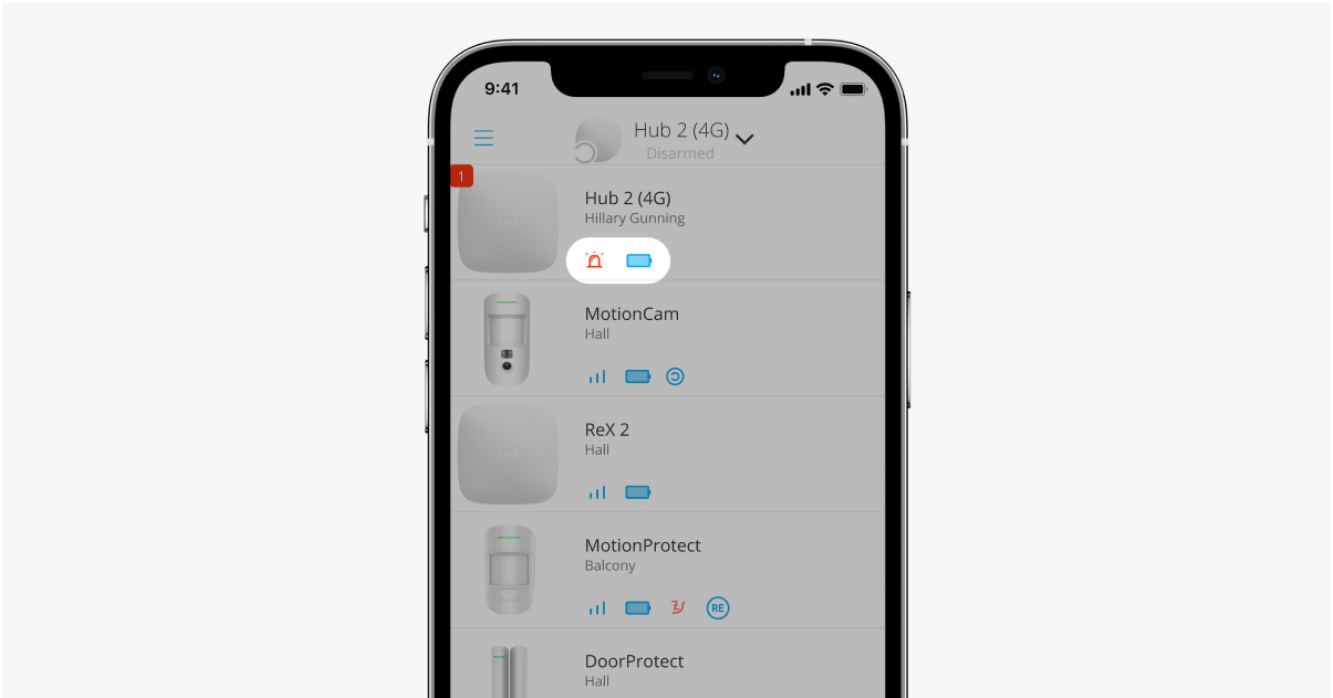 9:41
Hub 2 (4G)
Disarmed
1
Hub 2 (4G)
Hillary Gunning
MotionCam
Hall
ReX 2
Hall
MotionProtect
Balcony
RE
DoorProtect
Hall